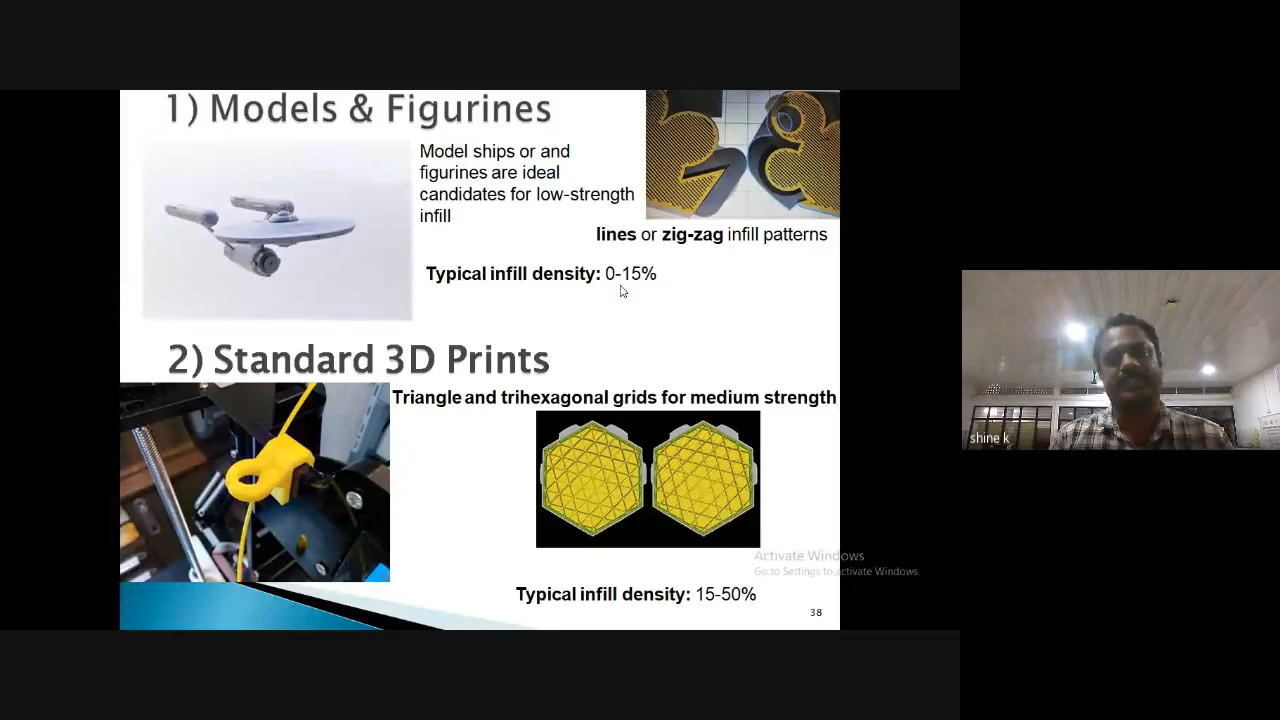 1) Models & Figurines
Model ships or and
figurines are ideal
candidates for low-strength
infill
lines or zig-zag infill patterns
Typical infill density: 0-15%
2) Standard 3D Prints
Triangle and trihexagonal grids for medium strength
Typical infill density: 15-50%
38
Activate Windows
Go to Settings to activate Windows.
shine k